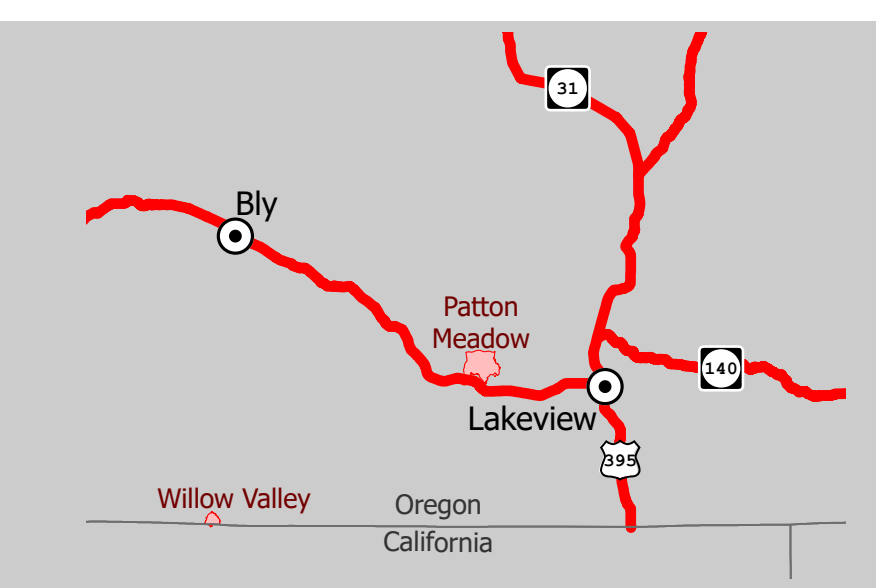 31
Bly
Patton
Meadow
140
Lakeview
395
Willow Valley
Oregon
California